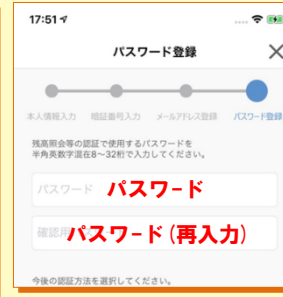 17:51
パスワード登録
本人情報入力 暗証番号入力 メールアドレス登録 パスワード登録
残高照会等の認証で使用するパスワードを
半角英数字混在8〜32桁で入力してください。
パスワード パスワード
確認用 パスワード(再入力)
今後の認証方法を選択してください。